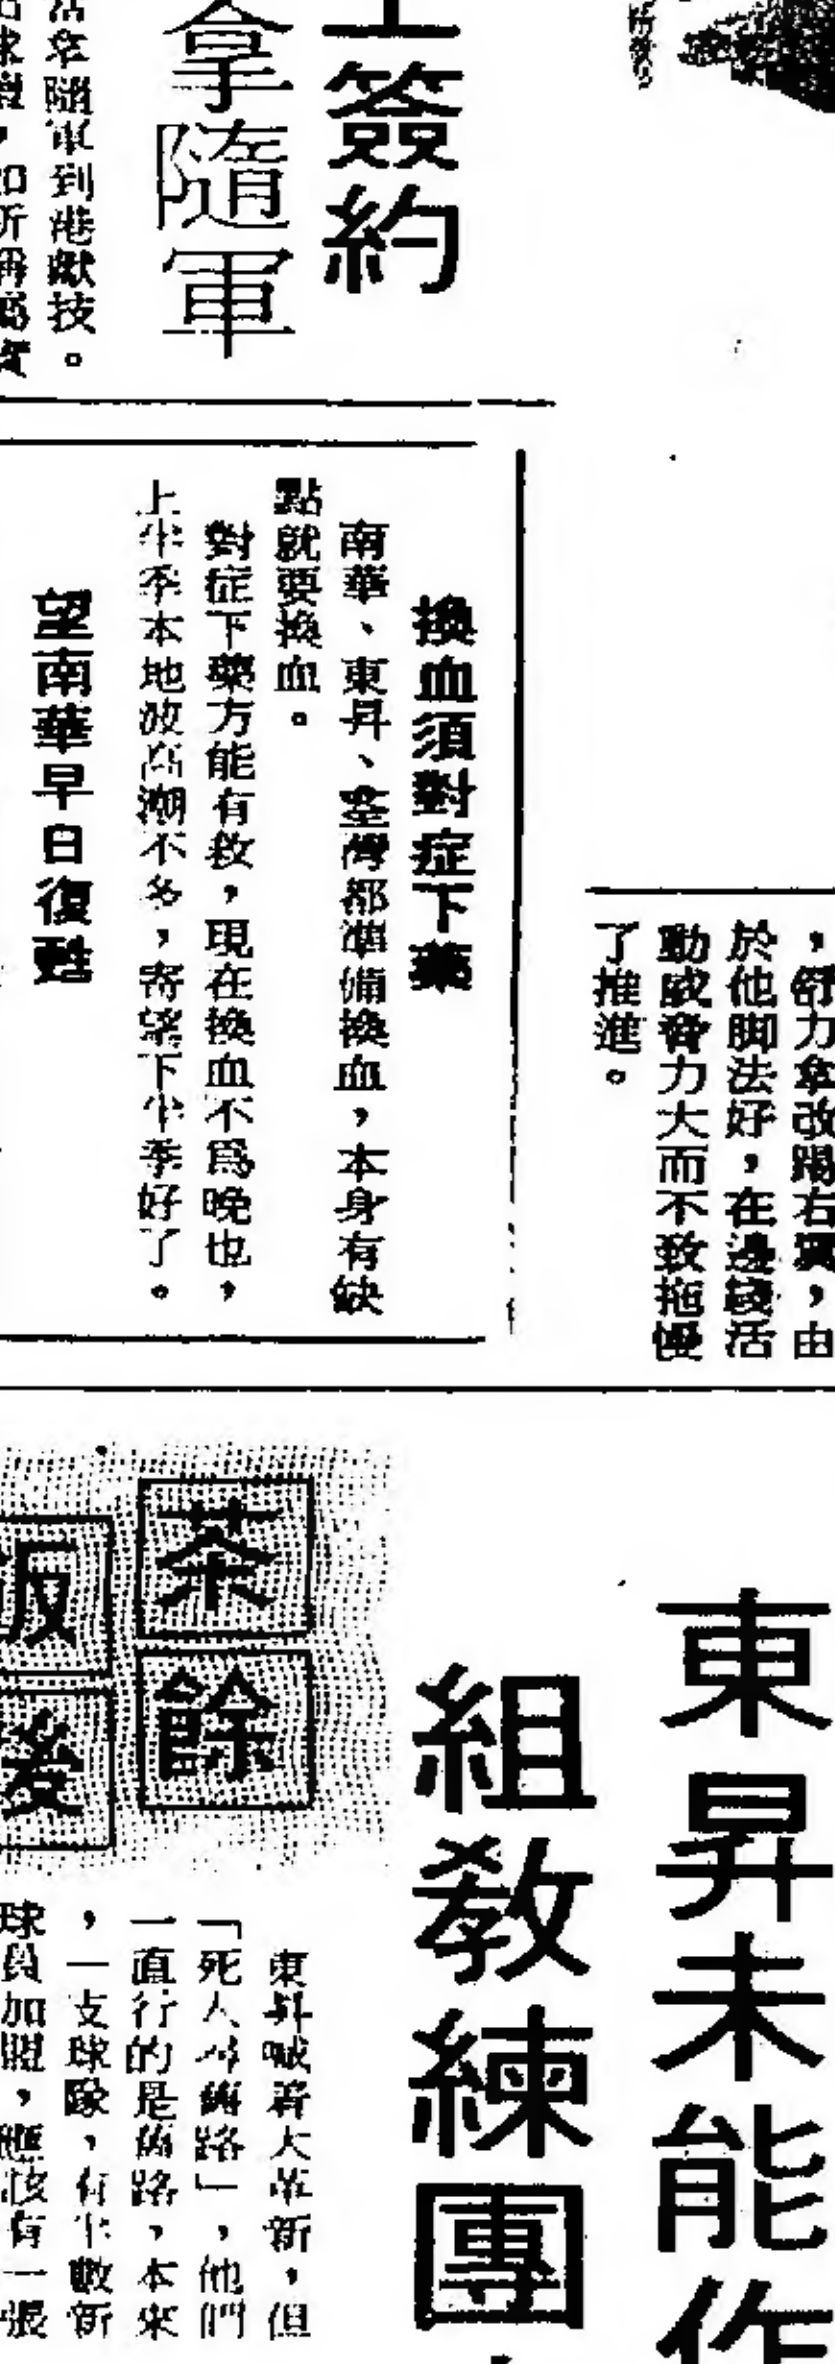 簽約
拿隨軍
拿隨軍到港獻技。
，舒力拿改踢右翼，由
於他脚法好，在邊綫活
動威脅力大而不致拖慢
了推進。
換血須對症下藥
南華、東昇、荃灣都準備換血，本身有缺
點就要換血。
對症下藥方能有救，現在換血不爲晚也，
上半季本地波高潮不多，寄望下半季好了。
望南華早日復甦
東昇未能作
組教練團
茶餘
飯後
東昇喊着大革新，但
「死人尋舊路」，他們
一直行的是舊路，本來
，一支球隊，有半數新
球員加盟，應該有一張